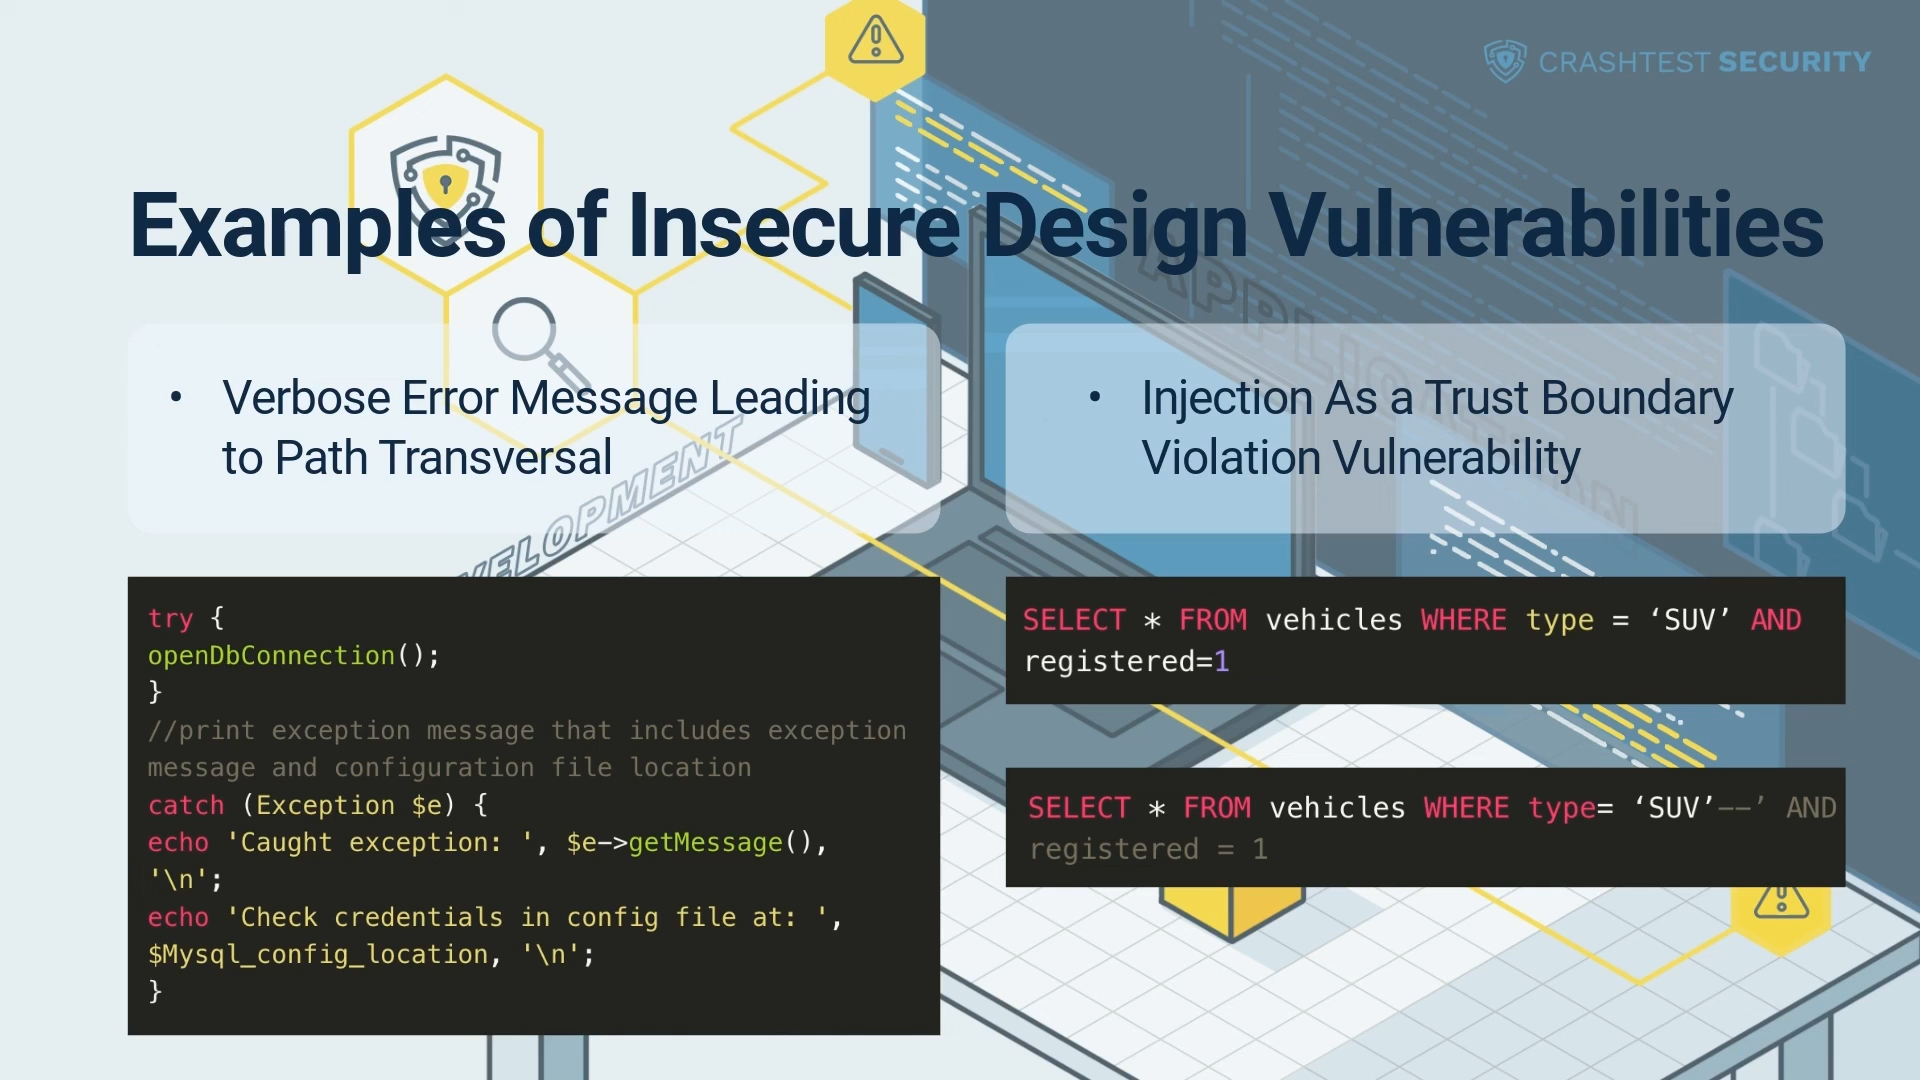 CRASHTEST SECURITY
Examples of Insecure Design Vulnerabilities
• Verbose Error Message Leading
to Path Transversal
• Injection As a Trust Boundary
Violation Vulnerability
APPLICATION
VELOPMENT
try {
openDbConnection();
}
//print exception message that includes exception
message and configuration file location
catch (Exception $e) {
echo 'Caught exception: ', $e->getMessage(),
'\n';
echo 'Check credentials in config file at: ',
$Mysql_config_location, '\n';
}
SELECT * FROM vehicles WHERE type = ‘SUV’ AND
registered=1
SELECT * FROM vehicles WHERE type= ‘SUV’--’ AND
registered = 1